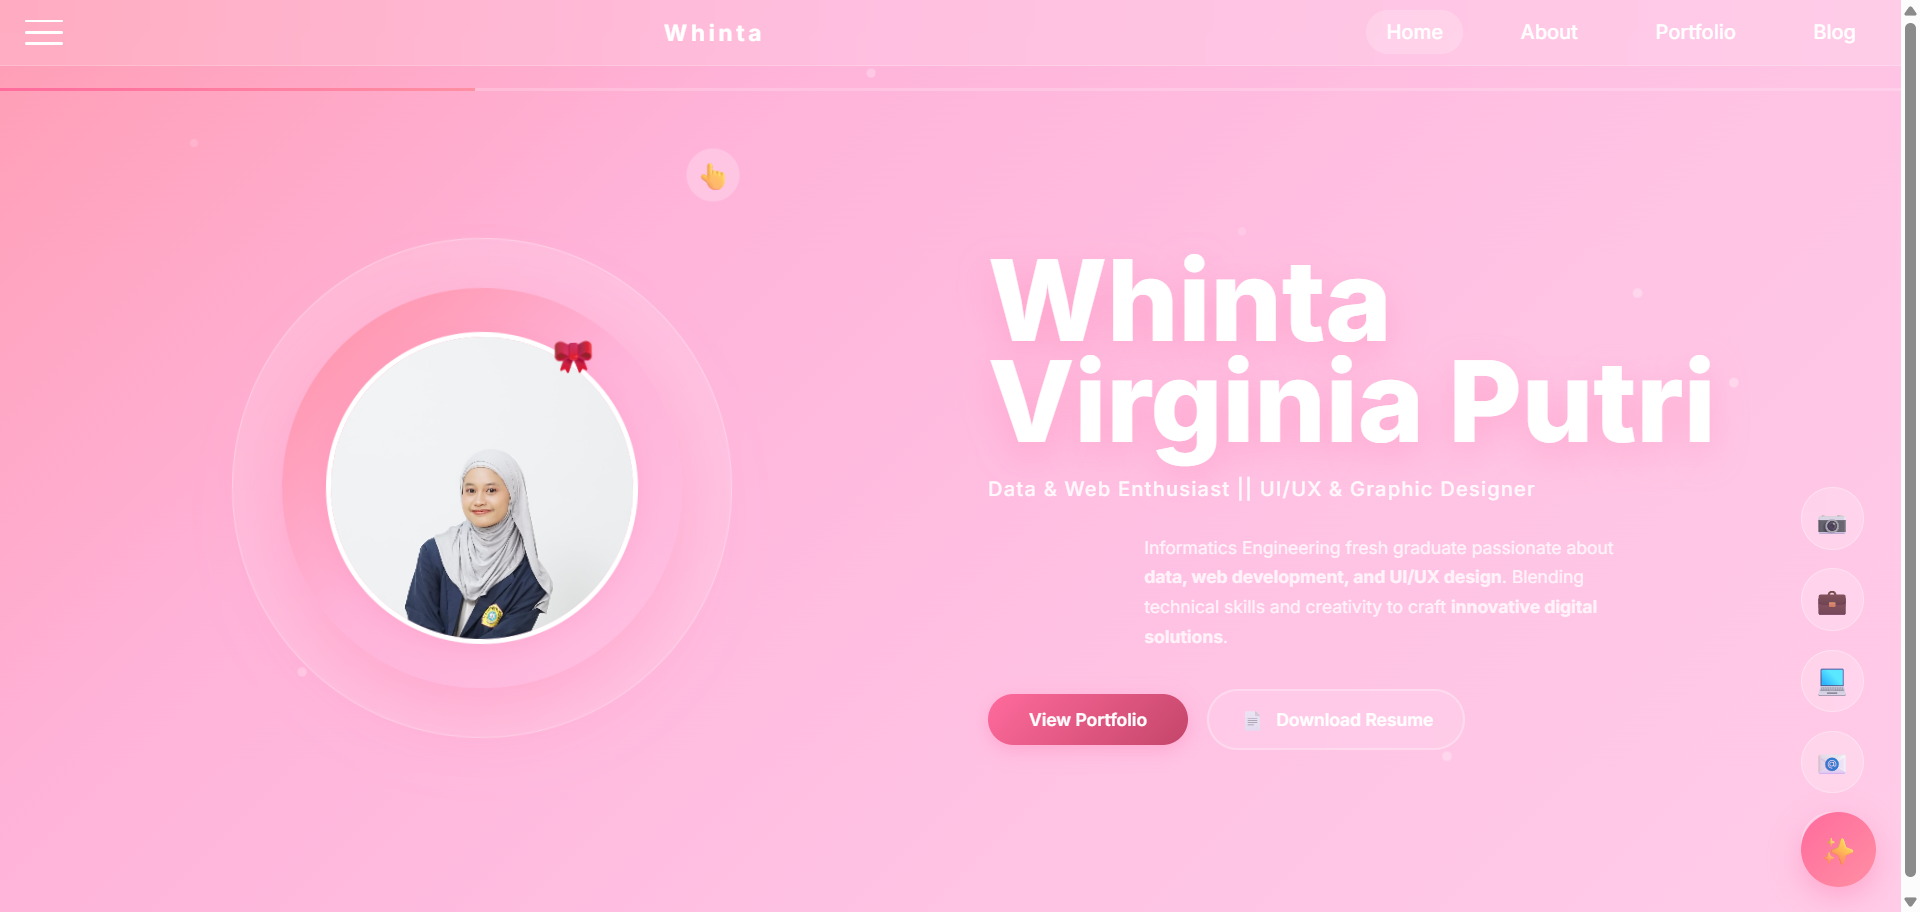 Whinta
Home
About
Portfolio
Blog
Whinta
Virginia Putri
Data & Web Enthusiast || UI/UX & Graphic Designer
Informatics Engineering fresh graduate passionate about
data, web development, and UI/UX design. Blending
technical skills and creativity to craft innovative digital
solutions.
View Portfolio
Download Resume